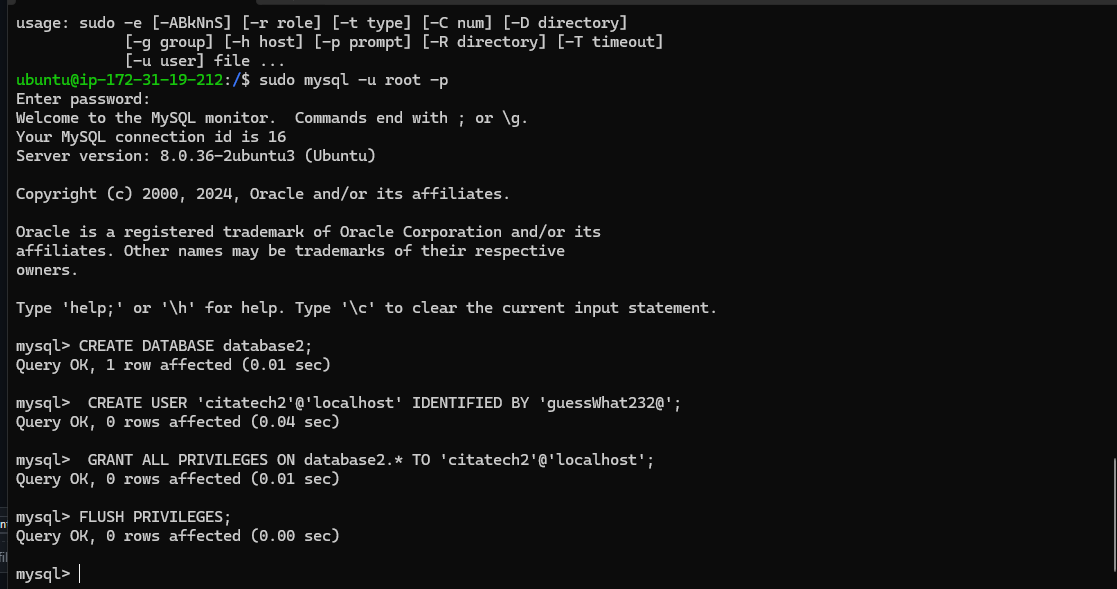 usage: sudo -e [-ABkNnS] [-r role] [-t type] [-C num] [-D directory]
            [-g group] [-h host] [-p prompt] [-R directory] [-T timeout]
            [-u user] file ...
ubuntu@ip-172-31-19-212:/$ sudo mysql -u root -p
Enter password:
Welcome to the MySQL monitor.  Commands end with ; or \g.
Your MySQL connection id is 16
Server version: 8.0.36-2ubuntu3 (Ubuntu)

Copyright (c) 2000, 2024, Oracle and/or its affiliates.

Oracle is a registered trademark of Oracle Corporation and/or its
affiliates. Other names may be trademarks of their respective
owners.

Type 'help;' or '\h' for help. Type '\c' to clear the current input statement.

mysql> CREATE DATABASE database2;
Query OK, 1 row affected (0.01 sec)

mysql>  CREATE USER 'citatech2'@'localhost' IDENTIFIED BY 'guessWhat232@';
Query OK, 0 rows affected (0.04 sec)

mysql>  GRANT ALL PRIVILEGES ON database2.* TO 'citatech2'@'localhost';
Query OK, 0 rows affected (0.01 sec)

mysql> FLUSH PRIVILEGES;
Query OK, 0 rows affected (0.00 sec)

mysql>